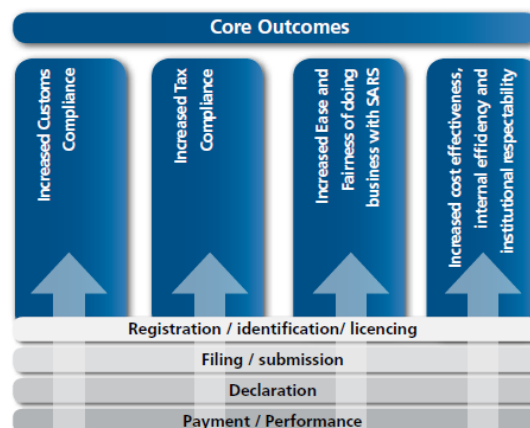 Core Outcomes
Increased Customs
Compliance
Increased Tax
Compliance
Increased Ease and
Fairness of doing
business with SARS
Increased cost effectiveness,
internal efficiency and
institutional respectability
Registration / identification/ licencing
Filing / submission
Declaration
Payment / Performance